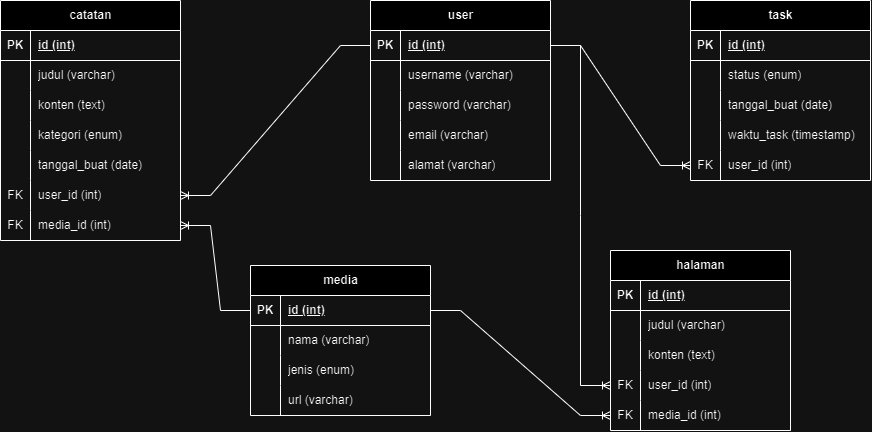 catatan
PK id (int)
judul (varchar)
konten (text)
kategori (enum)
tanggal_buat (date)
FK user_id (int)
FK media_id (int)
user
PK id (int)
username (varchar)
password (varchar)
email (varchar)
alamat (varchar)
task
PK id (int)
status (enum)
tanggal_buat (date)
waktu_task (timestamp)
FK user_id (int)
media
PK id (int)
nama (varchar)
jenis (enum)
url (varchar)
halaman
PK id (int)
judul (varchar)
konten (text)
FK user_id (int)
FK media_id (int)